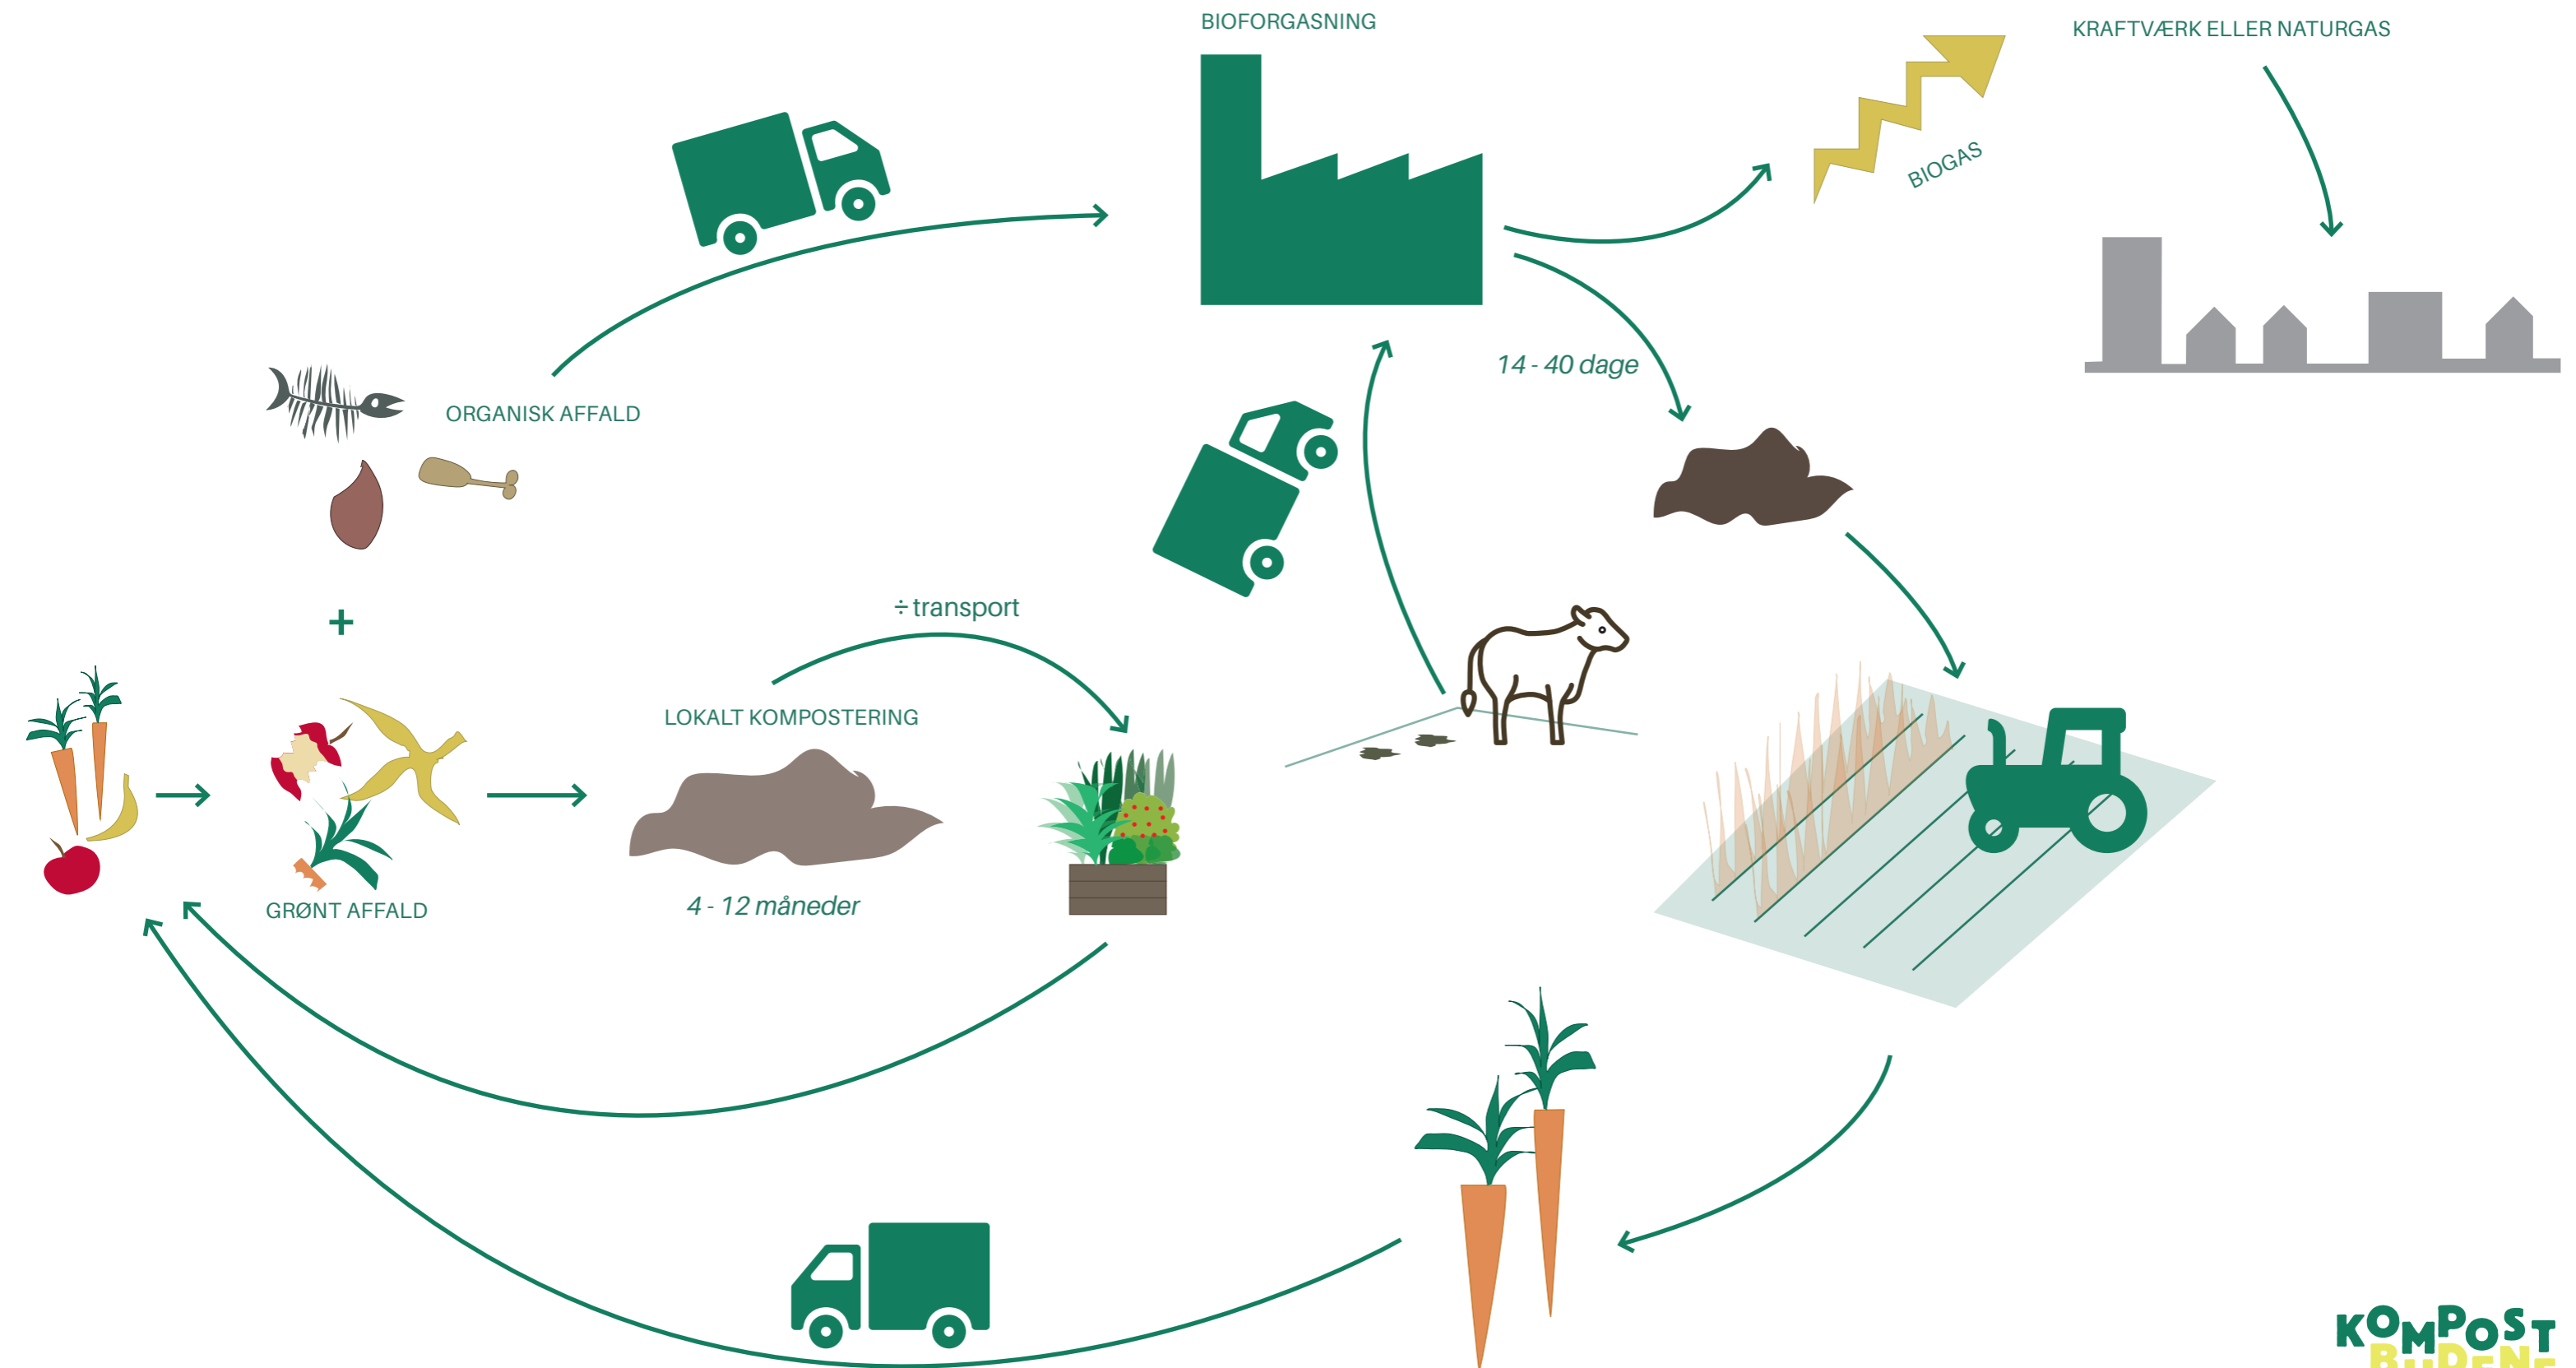 BIOFORGASNING
KRAFTVÆRK ELLER NATURGAS
BIOGAS
14 - 40 dage
ORGANISK AFFALD
+
÷ transport
LOKALT KOMPOSTERING
4 - 12 måneder
GRØNT AFFALD
KOMPOST
BUDENE